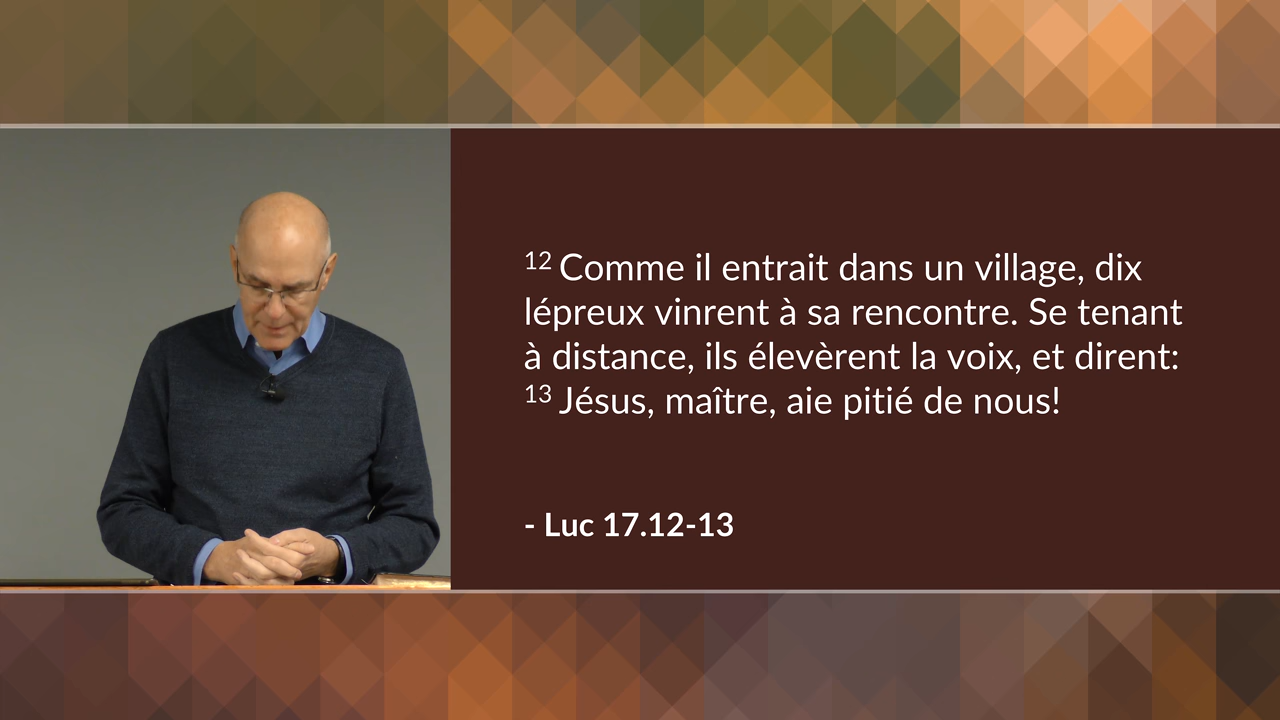 12 Comme il entrait dans un village, dix
lépreux vinrent à sa rencontre. Se tenant
à distance, ils élevèrent la voix, et dirent:
13 Jésus, maître, aie pitié de nous!
- Luc 17.12-13